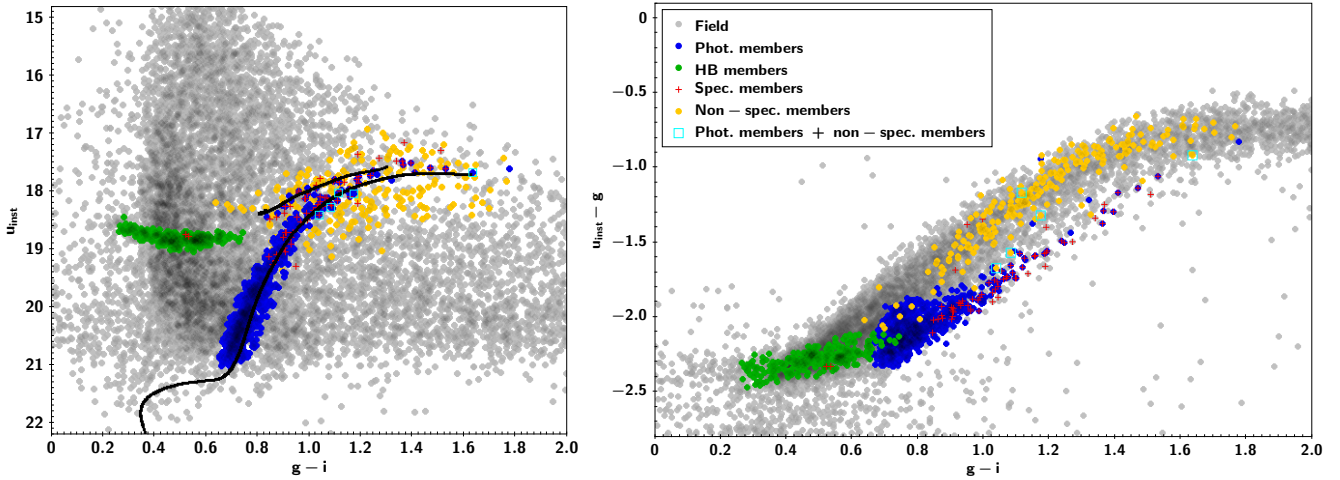 15
16
17
18
19
20
21
22
u_inst
0 0.2 0.4 0.6 0.8 1.0 1.2 1.4 1.6 1.8 2.0
g − i
0
−0.5
−1.0
−1.5
−2.0
−2.5
u_inst − g
Field
Phot. members
HB members
Spec. members
Non − spec. members
Phot. members + non − spec. members
0 0.2 0.4 0.6 0.8 1.0 1.2 1.4 1.6 1.8 2.0
g − i